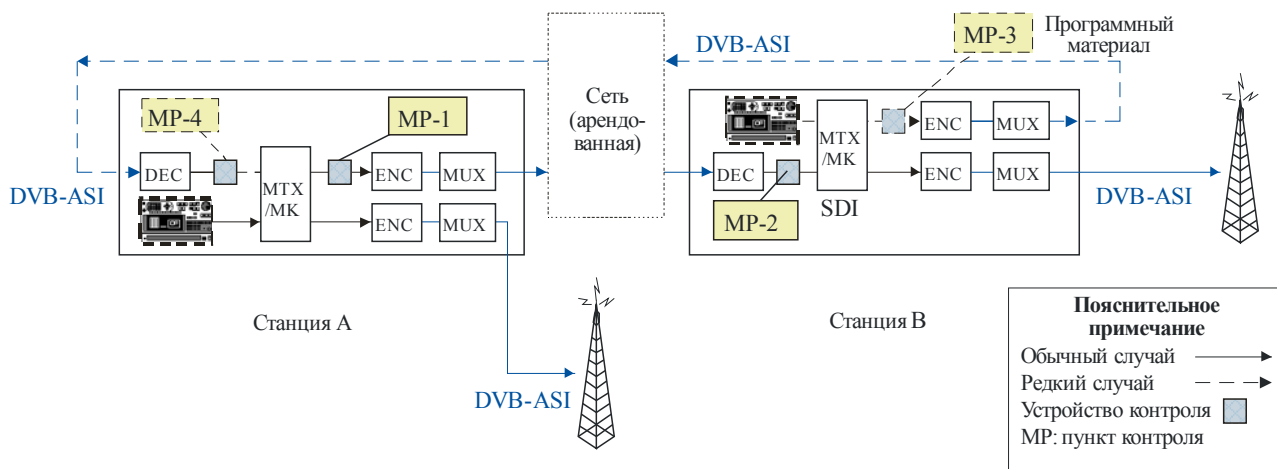 DVB-ASI
DVB-ASI
MP-3
Программный
материал
MP-4
MP-1
Сеть
(арендо-
ванная)
ENC
MUX
MTX
/MK
DEC
MTX
/MK
ENC
MUX
DEC
ENC
MUX
DVB-ASI
ENC
MUX
MP-2
SDI
DVB-ASI
Станция A
Станция B
DVB-ASI
Пояснительное
примечание
Обычный случай
Редкий случай
Устройство контроля
MP: пункт контроля